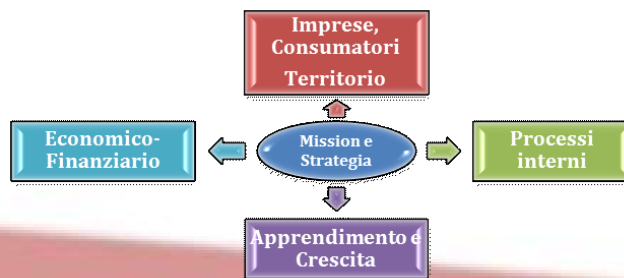 Imprese,
Consumatori
Territorio
Economico-
Finanziario
Mission e
Strategia
Processi
interni
Apprendimento e
Crescita